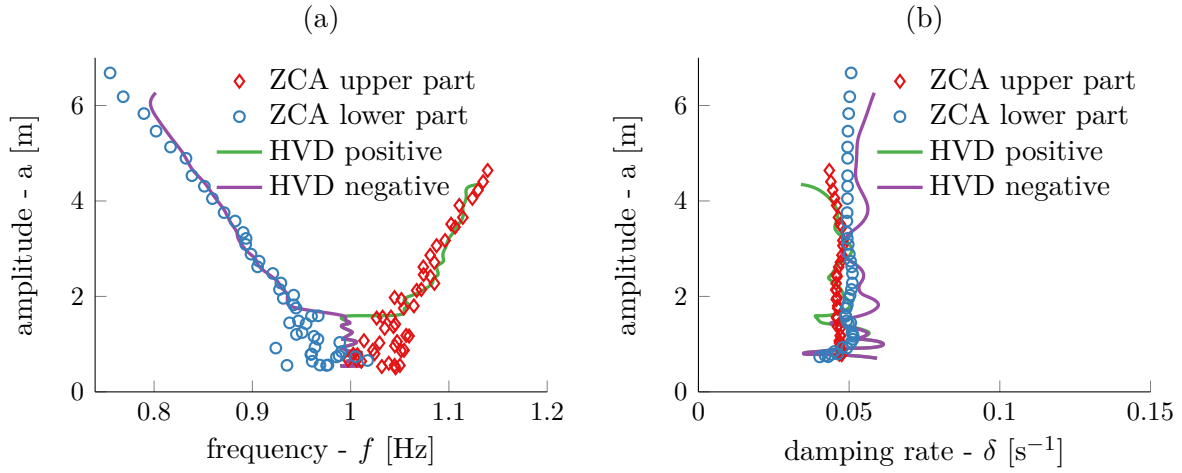 (a)
(b)
ZCA upper part
ZCA lower part
HVD positive
HVD negative
amplitude - a [m]
6
4
2
0
0.8
0.9
1
1.1
1.2
frequency - f [Hz]
ZCA upper part
ZCA lower part
HVD positive
HVD negative
amplitude - a [m]
6
4
2
0
0
0.05
0.1
0.15
damping rate - δ [s⁻¹]